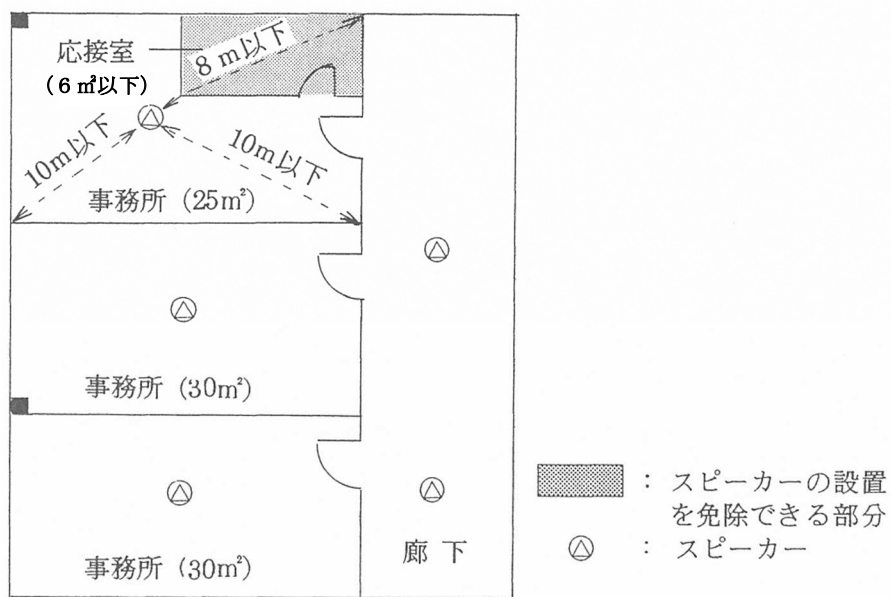 応接室
(6㎡以下)
8m以下
10m以下
10m以下
事務所 (25m²)
事務所 (30m²)
事務所 (30m²)
廊下
: スピーカーの設置
を免除できる部分
: スピーカー